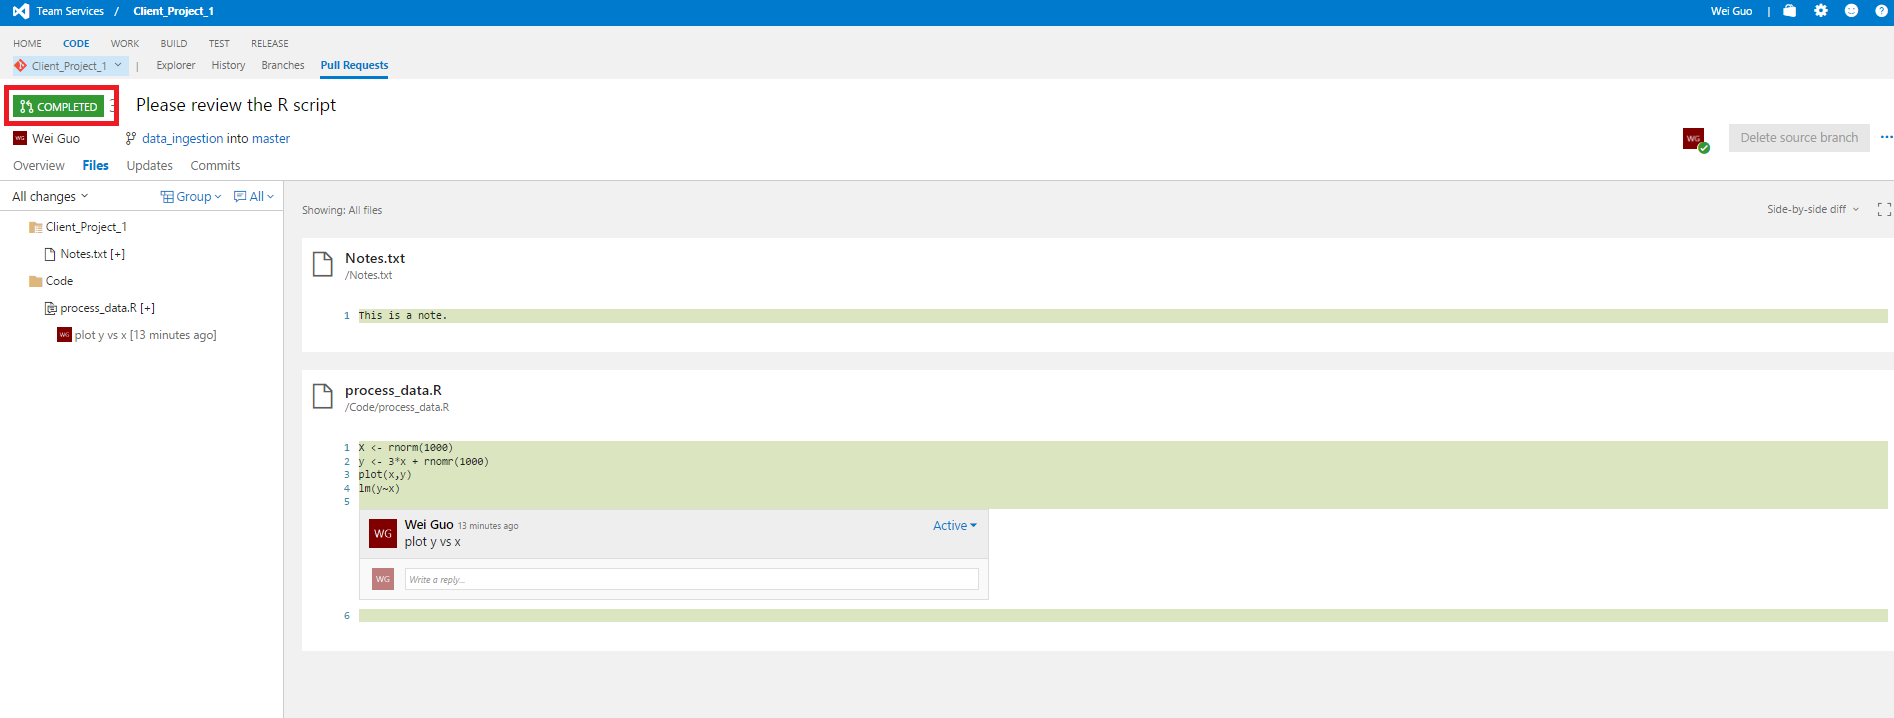 Team Services / Client_Project_1 Wei Guo |
HOME CODE WORK BUILD TEST RELEASE
Client_Project_1 | Explorer History Branches Pull Requests
COMPLETED Please review the R script
WG Wei Guo data_ingestion into master WG Delete source branch ...
Overview Files Updates Commits
All changes Group All
Showing: All files Side-by-side diff
Client_Project_1
Notes.txt [+]
Code
process_data.R [+]
WG plot y vs x [13 minutes ago]
Notes.txt
/Notes.txt
1 This is a note.
process_data.R
/Code/process_data.R
1 X <- rnorm(1000)
2 y <- 3*x + rnomr(1000)
3 plot(x,y)
4 lm(y~x)
5
WG Wei Guo 13 minutes ago Active
plot y vs x
WG Write a reply...
6